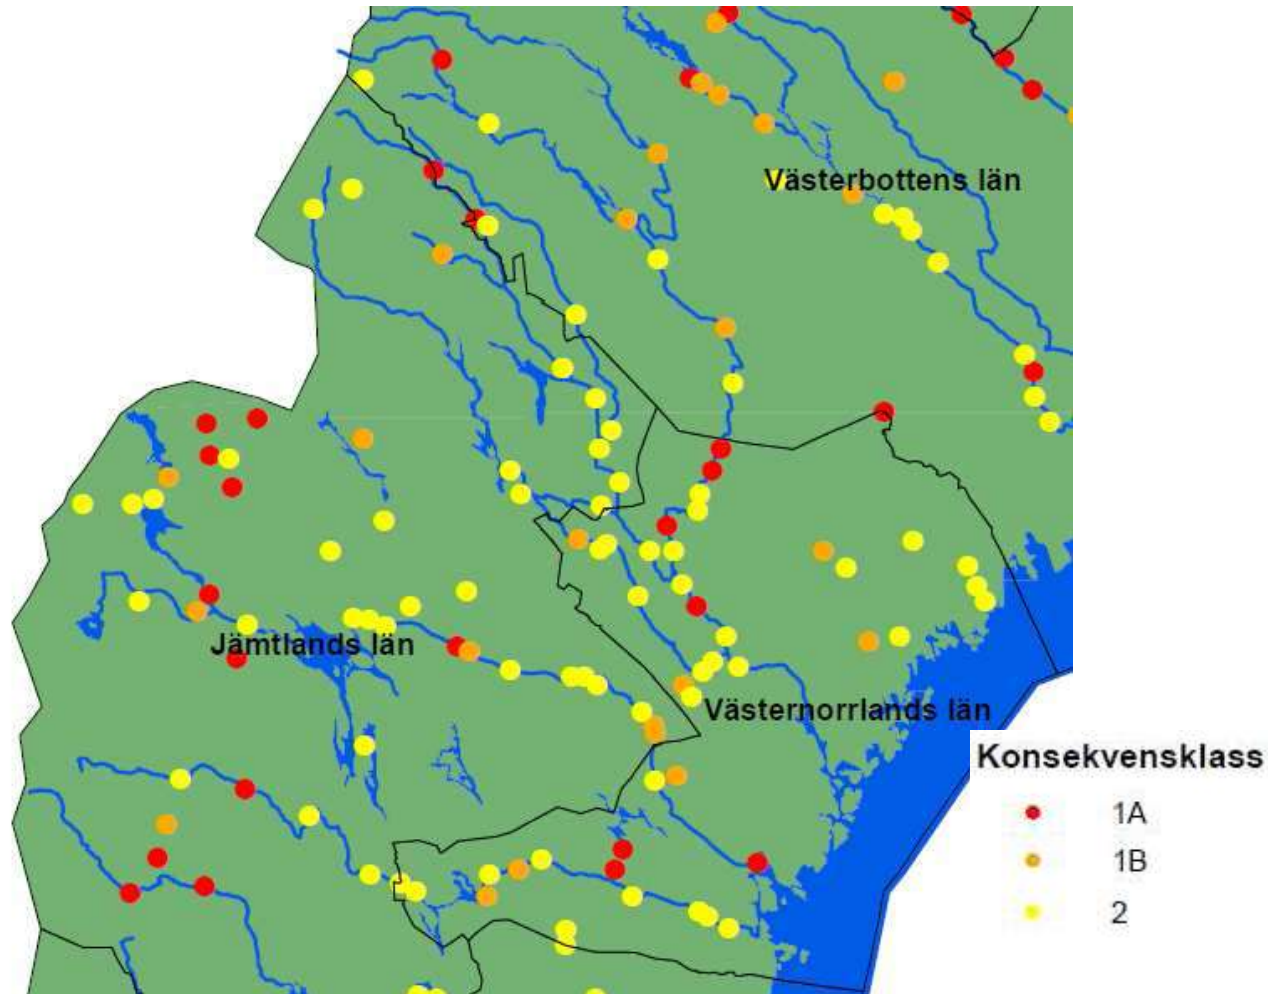 Västerbottens län
Jämtlands län
Västernorrlands län
Konsekvensklass
1A
1B
2